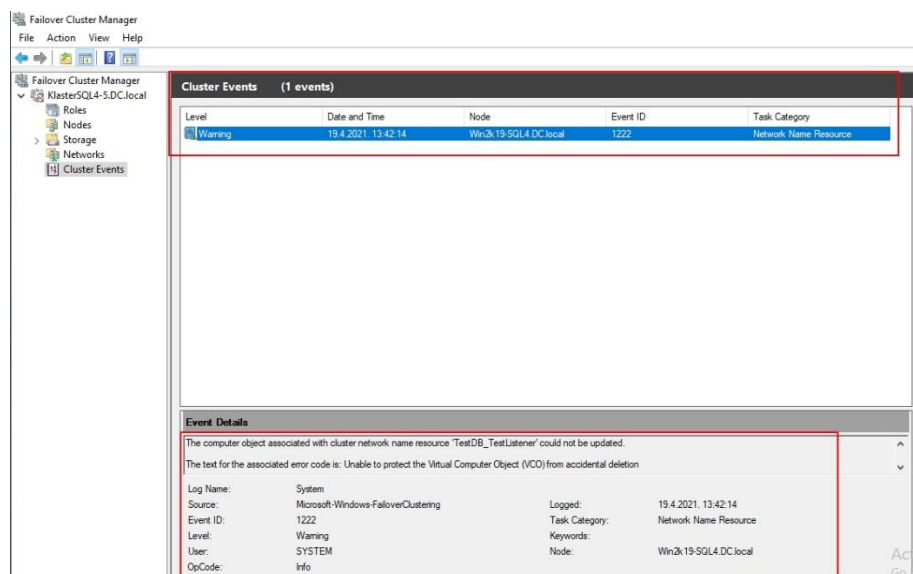 Failover Cluster Manager
File Action View Help
Failover Cluster Manager
KlasterSQL4-5.DC.local
Roles
Nodes
Storage
Networks
Cluster Events
Cluster Events (1 events)
Level Date and Time Node Event ID Task Category
Warning 19.4.2021. 13:42:14 Win2k19-SQL4.DC.local 1222 Network Name Resource
Event Details
The computer object associated with cluster network name resource 'TestDB_TestListener' could not be updated.
The text for the associated error code is: Unable to protect the Virtual Computer Object (VCO) from accidental deletion
Log Name: System
Source: Microsoft-Windows-FailoverClustering Logged: 19.4.2021. 13:42:14
Event ID: 1222 Task Category: Network Name Resource
Level: Warning Keywords:
User: SYSTEM Node: Win2k19-SQL4.DC.local
OpCode: Info